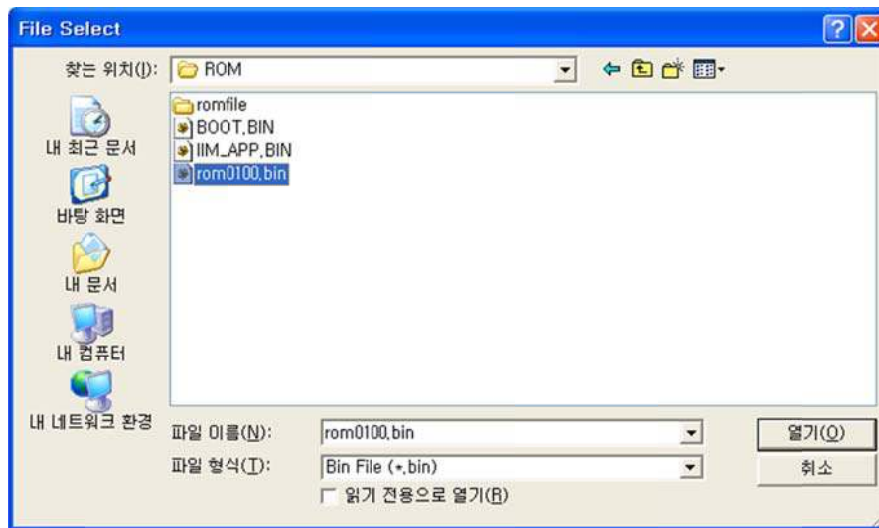 File Select
찾는 위치(I): ROM
romfile
BOOT.BIN
IIM_APP.BIN
rom0100.bin
내 최근 문서
바탕 화면
내 문서
내 컴퓨터
내 네트워크 환경
파일 이름(N): rom0100.bin 열기(O)
파일 형식(T): Bin File (*.bin) 취소
읽기 전용으로 열기(R)